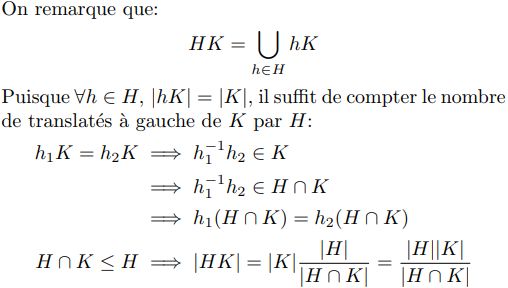 On remarque que:
HK = ⋃_{h∈H} hK
Puisque ∀h ∈ H, |hK| = |K|, il suffit de compter le nombre
de translatés à gauche de K par H:
h₁K = h₂K ⟹ h₁⁻¹h₂ ∈ K
⟹ h₁⁻¹h₂ ∈ H ∩ K
⟹ h₁(H ∩ K) = h₂(H ∩ K)
H ∩ K ≤ H ⟹ |HK| = |K| |H|/|H ∩ K| = |H||K|/|H ∩ K|